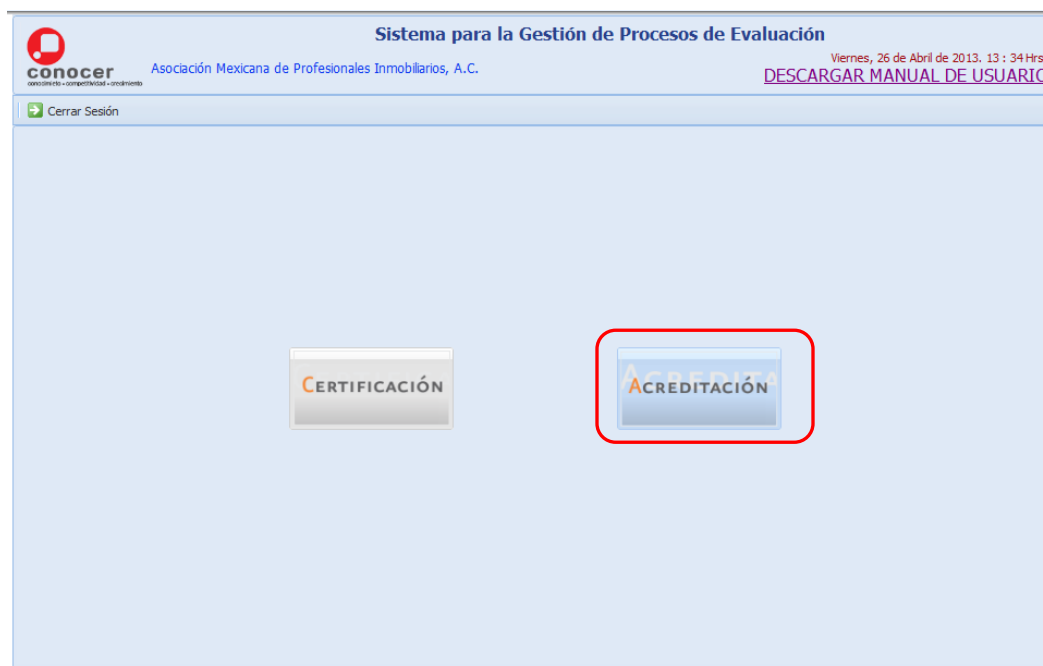 Sistema para la Gestión de Procesos de Evaluación
Viernes, 26 de Abril de 2013. 13 : 34 Hrs
conocer
conocimiento • competitividad • crecimiento
Asociación Mexicana de Profesionales Inmobiliarios, A.C.
DESCARGAR MANUAL DE USUARIO
Cerrar Sesión
CERTIFICACIÓN
ACREDITACIÓN